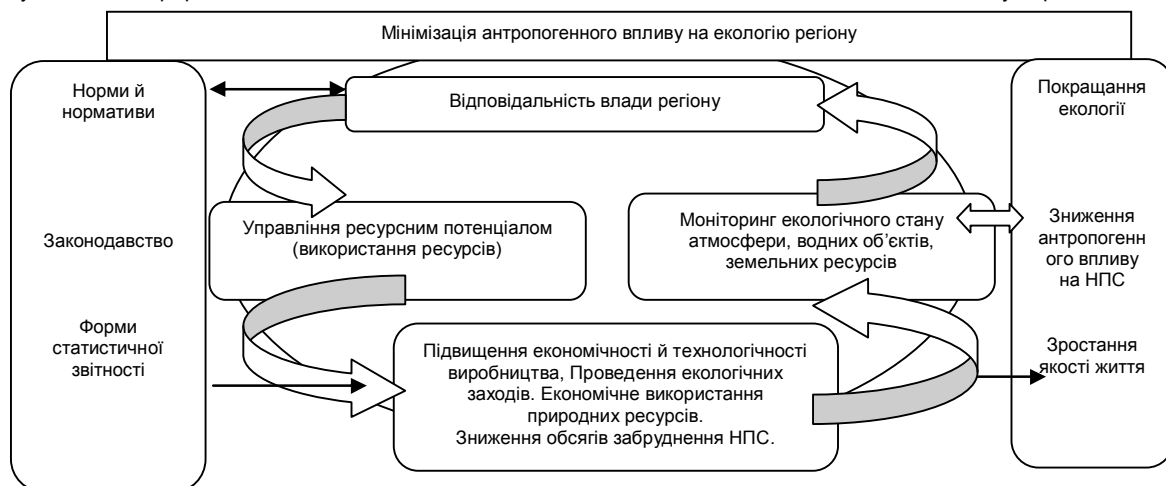 Мінімізація антропогенного впливу на екологію регіону
Норми й
нормативи
Законодавство
Форми
статистичної
звітності
Відповідальність влади регіону
Управління ресурсним потенціалом
(використання ресурсів)
Моніторинг екологічного стану
атмосфери, водних об’єктів,
земельних ресурсів
Підвищення економічності й технологічності
виробництва, Проведення екологічних
заходів. Економічне використання
природних ресурсів.
Зниження обсягів забруднення НПС.
Покращання
екології
Зниження
антропогенн
ого впливу
на НПС
Зростання
якості життя